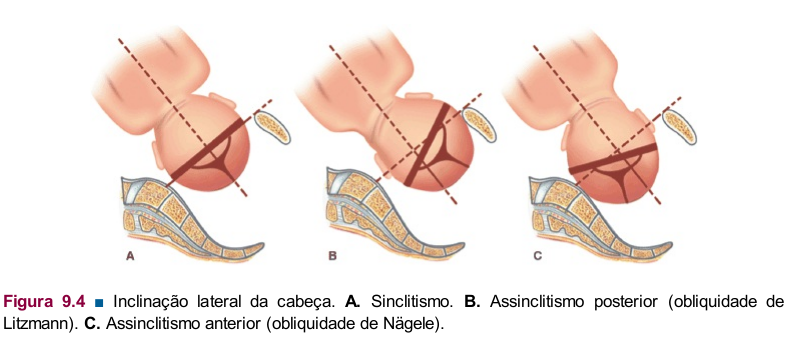 A
B
C
Figura 9.4 ■ Inclinação lateral da cabeça. A. Sinclitismo. B. Assinclitismo posterior (obliquidade de
Litzmann). C. Assinclitismo anterior (obliquidade de Nägele).